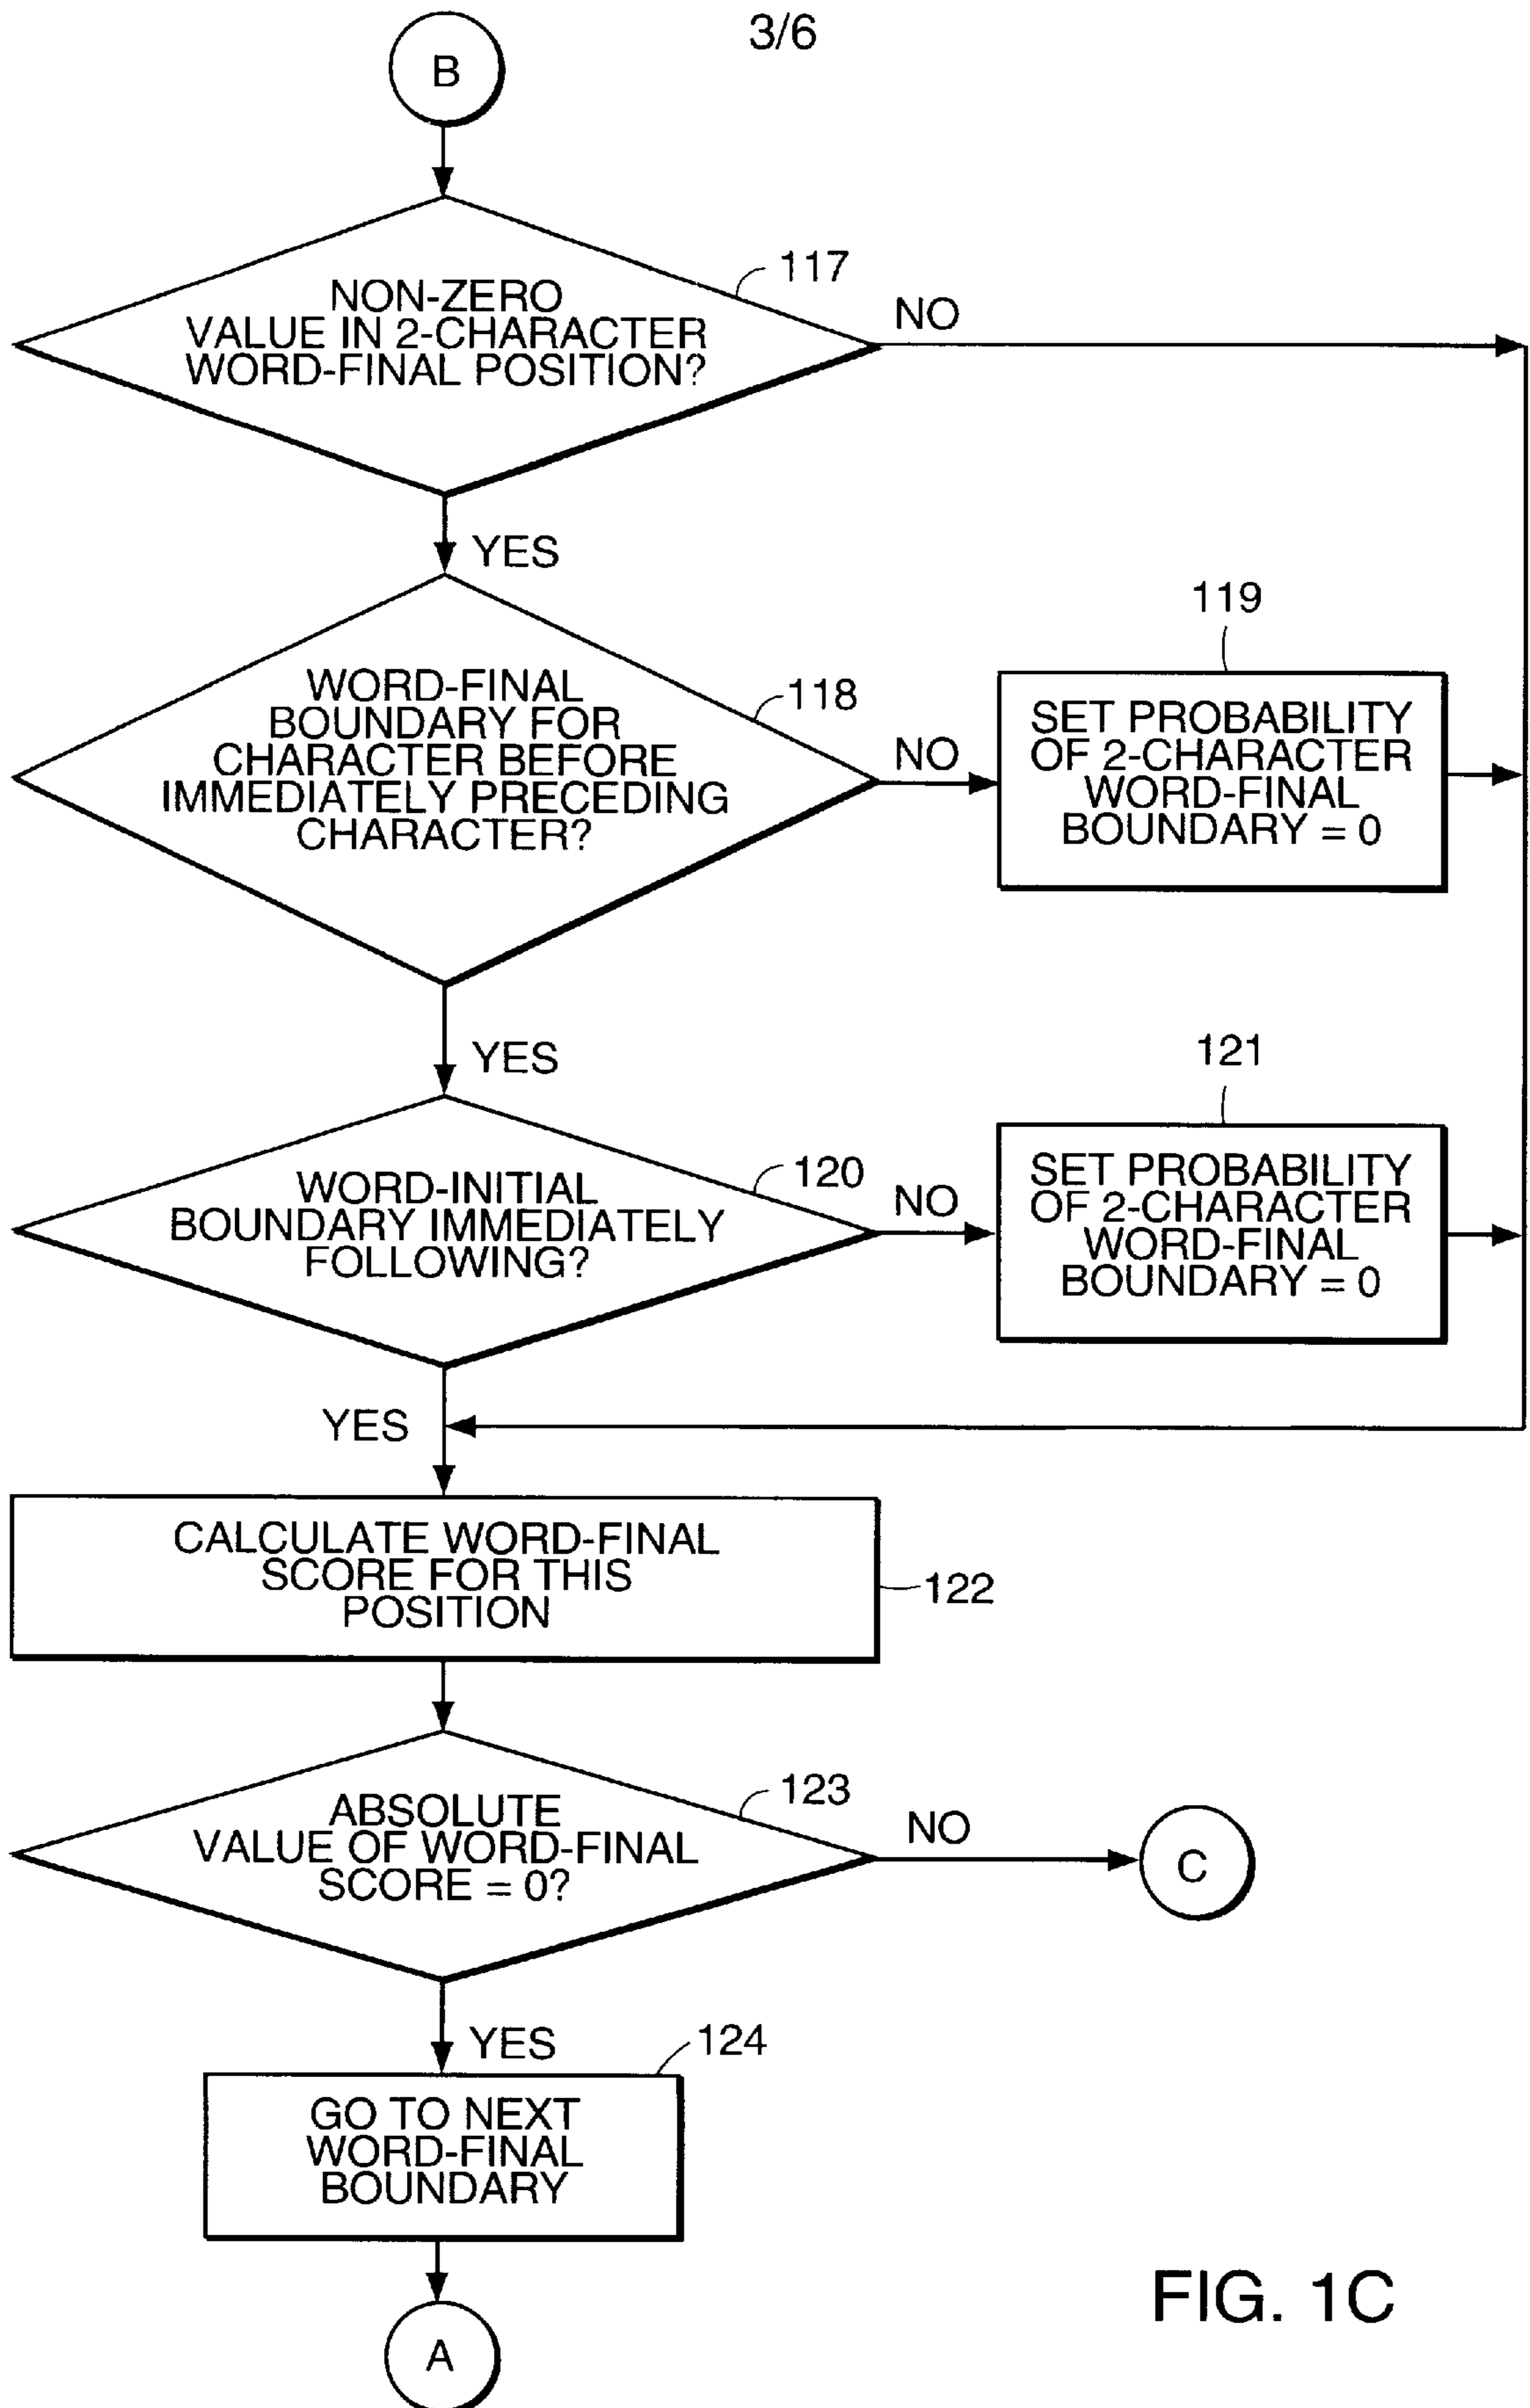 3/6
B
NON-ZERO
VALUE IN 2-CHARACTER
WORD-FINAL POSITION?
117
NO
YES
WORD-FINAL
BOUNDARY FOR
CHARACTER BEFORE
IMMEDIATELY PRECEDING
CHARACTER?
118
NO
119
SET PROBABILITY
OF 2-CHARACTER
WORD-FINAL
BOUNDARY = 0
YES
WORD-INITIAL
BOUNDARY IMMEDIATELY
FOLLOWING?
120
NO
121
SET PROBABILITY
OF 2-CHARACTER
WORD-FINAL
BOUNDARY = 0
YES
CALCULATE WORD-FINAL
SCORE FOR THIS
POSITION
122
ABSOLUTE
VALUE OF WORD-FINAL
SCORE = 0?
123
NO
C
YES
124
GO TO NEXT
WORD-FINAL
BOUNDARY
A
FIG. 1C